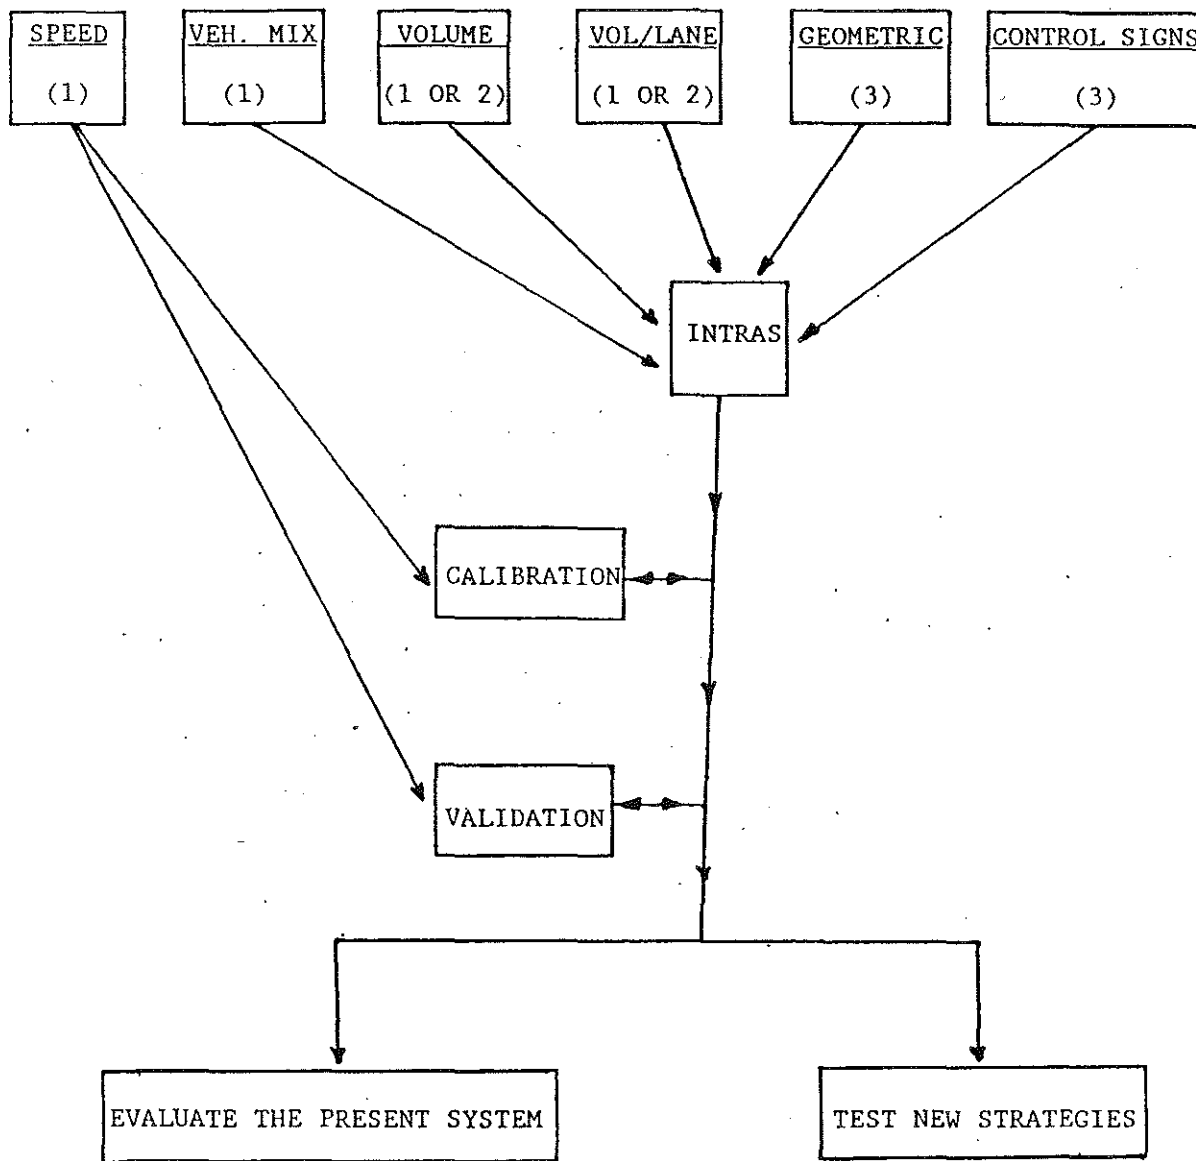 SPEED
(1)
VEH. MIX
(1)
VOLUME
(1 OR 2)
VOL/LANE
(1 OR 2)
GEOMETRIC
(3)
CONTROL SIGNS
(3)
INTRAS
CALIBRATION
VALIDATION
EVALUATE THE PRESENT SYSTEM
TEST NEW STRATEGIES